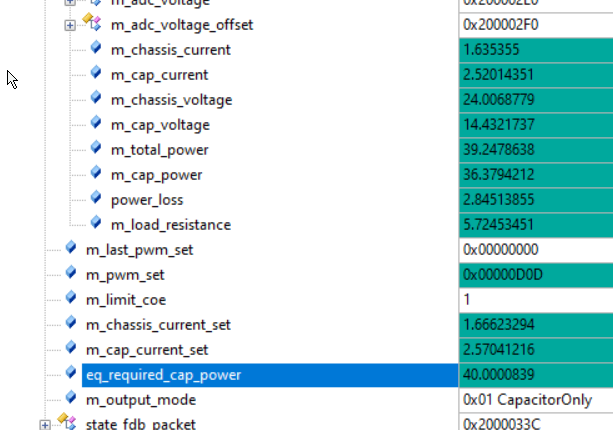 m_adc_voltage 0x200002E0
m_adc_voltage_offset 0x200002F0
m_chassis_current 1.635355
m_cap_current 2.52014351
m_chassis_voltage 24.0068779
m_cap_voltage 14.4321737
m_total_power 39.2478638
m_cap_power 36.3794212
power_loss 2.84513855
m_load_resistance 5.72453451
m_last_pwm_set 0x00000000
m_pwm_set 0x00000D0D
m_limit_coe 1
m_chassis_current_set 1.66623294
m_cap_current_set 2.57041216
eq_required_cap_power 40.0000839
m_output_mode 0x01 CapacitorOnly
state_fdb_packet 0x2000033C